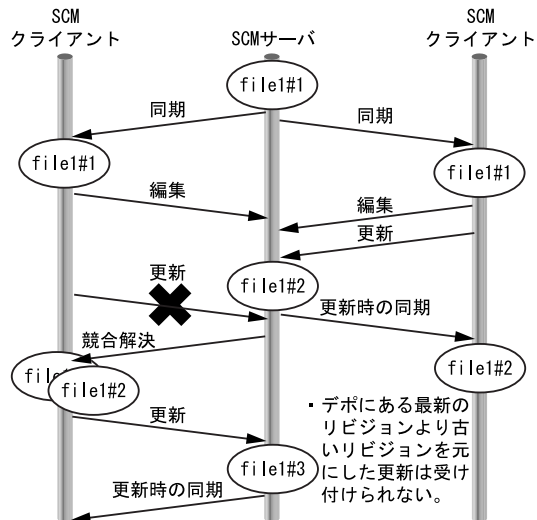 SCM
クライアント
SCMサーバ
SCM
クライアント
file1#1
同期
同期
file1#1
file1#1
編集
編集
更新
file1#2
更新
更新時の同期
競合解決
file1#2
file1#2
更新
・デポにある最新の
リビジョンより古
いリビジョンを元
にした更新は受け
付けられない。
file1#3
更新時の同期